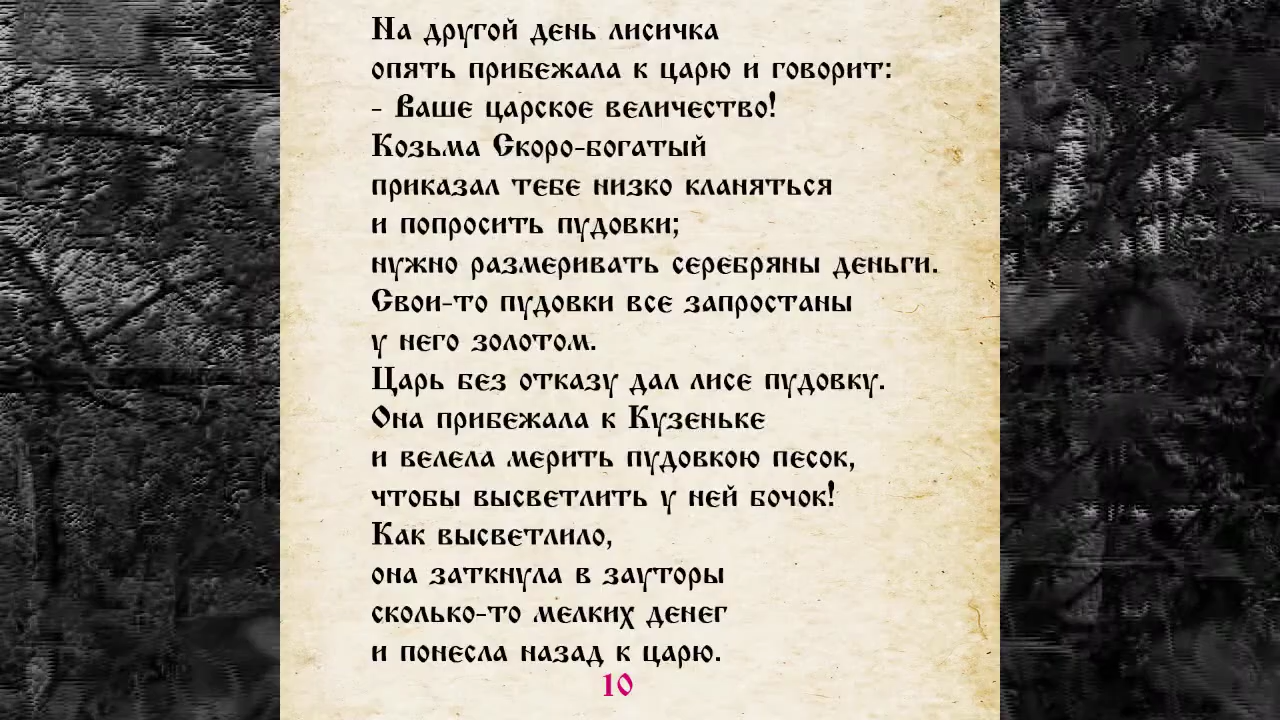 На другой день лисичка
опять прибежала к царю и говорит:
- Ваше царское величество!
Козьма Скоро-богатый
приказал тебе низко кланяться
и попросить пудовки;
нужно размеривать серебряны деньги.
Свои-то пудовки все запростаны
у него золотом.
Царь без отказу дал лисе пудовку.
Она прибежала к Кузеньке
и велела мерить пудовкою песок,
чтобы высветлить у ней бочок!
Как высветлило,
она заткнула в зауторы
сколько-то мелких денег
и понесла назад к царю.
10